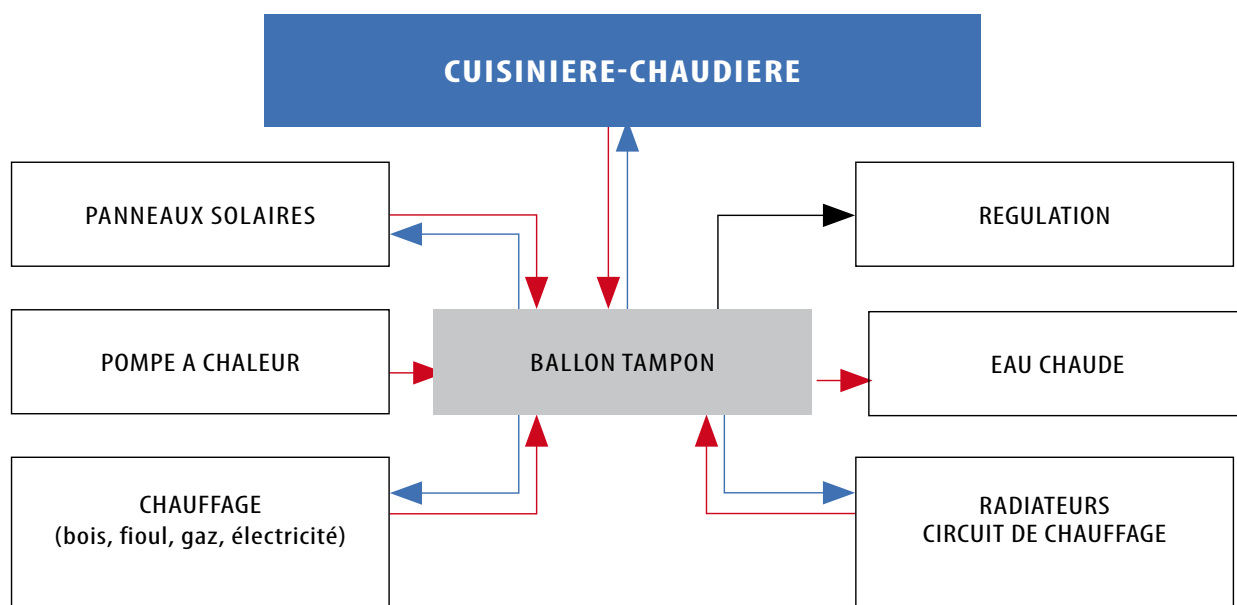 CUISINIERE-CHAUDIERE
PANNEAUX SOLAIRES
REGULATION
POMPE A CHALEUR
BALLON TAMPON
EAU CHAUDE
CHAUFFAGE
(bois, fioul, gaz, électricité)
RADIATEURS
CIRCUIT DE CHAUFFAGE